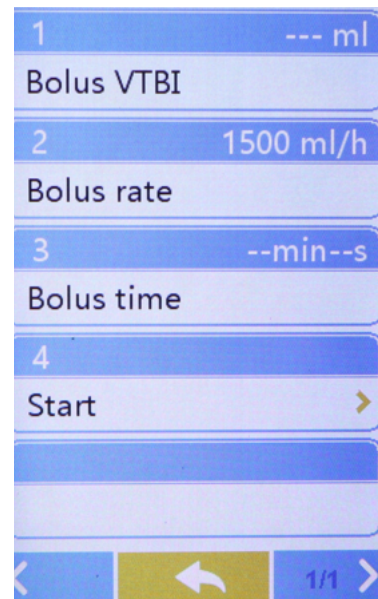 1 --- ml
Bolus VTBI
2 1500 ml/h
Bolus rate
3 --min--s
Bolus time
4
Start
1/1